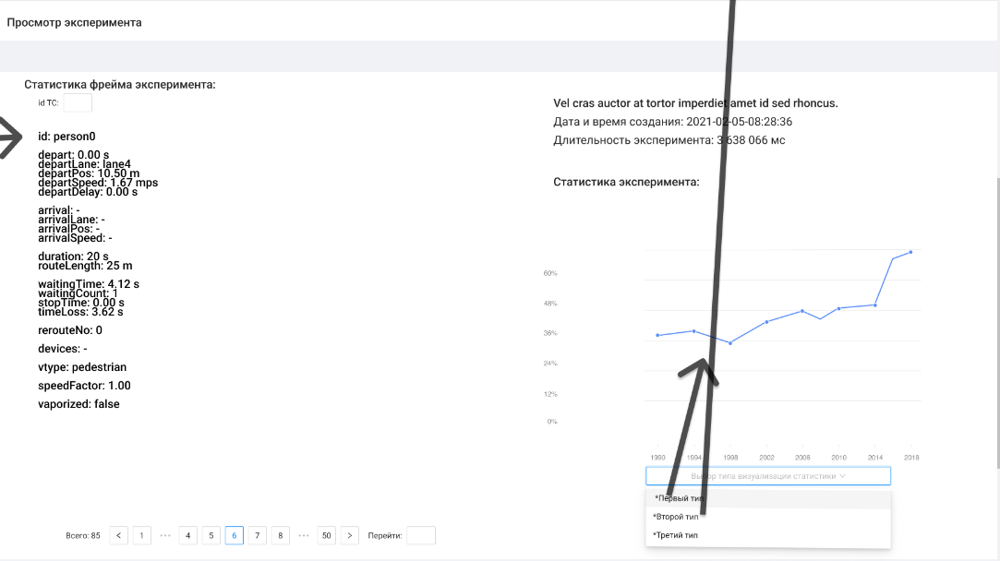 Просмотр эксперимента
Статистика фрейма эксперимента:
id ТС:
id: person0
depart: 0.00 s
departLane: lane4
departPos: 10.50 m
departSpeed: 1.67 mps
departDelay: 0.00 s
arrival: -
arrivalLane: -
arrivalPos: -
arrivalSpeed: -
duration: 20 s
routeLength: 25 m
waitingTime: 4.12 s
waitingCount: 1
stopTime: 0.00 s
timeLoss: 3.62 s
rerouteNo: 0
devices: -
vtype: pedestrian
speedFactor: 1.00
vaporized: false
Всего: 85 < 1 ••• 4 5 6 7 8 ••• 50 > Перейти:
Vel cras auctor at tortor imperdiet amet id sed rhoncus.
Дата и время создания: 2021-02-05-08:28:36
Длительность эксперимента: 3 638 066 мс
Статистика эксперимента:
60%
48%
36%
24%
12%
0%
1990 1994 1998 2002 2006 2010 2014 2018
Выбор типа визуализации статистики
*Первый тип
*Второй тип
*Третий тип